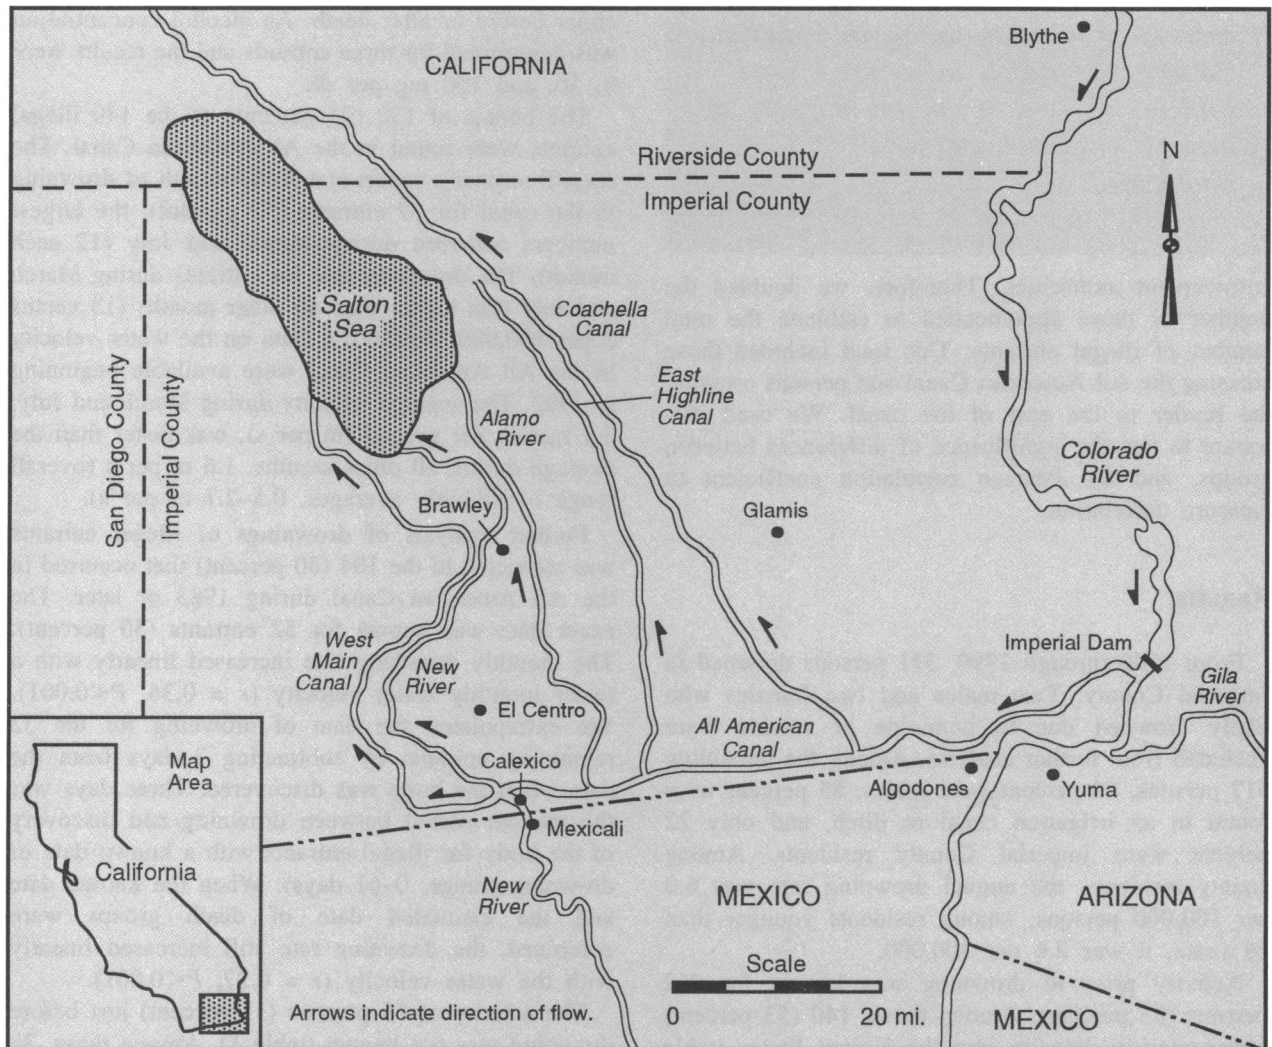 Blythe
CALIFORNIA
Riverside County
Imperial County
N
San Diego County
Imperial County
Salton
Sea
Coachella
Canal
East
Highline
Canal
Alamo
River
Colorado
River
Brawley
Glamis
Imperial Dam
Gila
River
West
Main
Canal
New
River
El Centro
All American
Canal
Calexico
Algodones
Yuma
Mexicali
Map
Area
California
New
River
MEXICO
ARIZONA
Scale
20 mi.
MEXICO
Arrows indicate direction of flow.